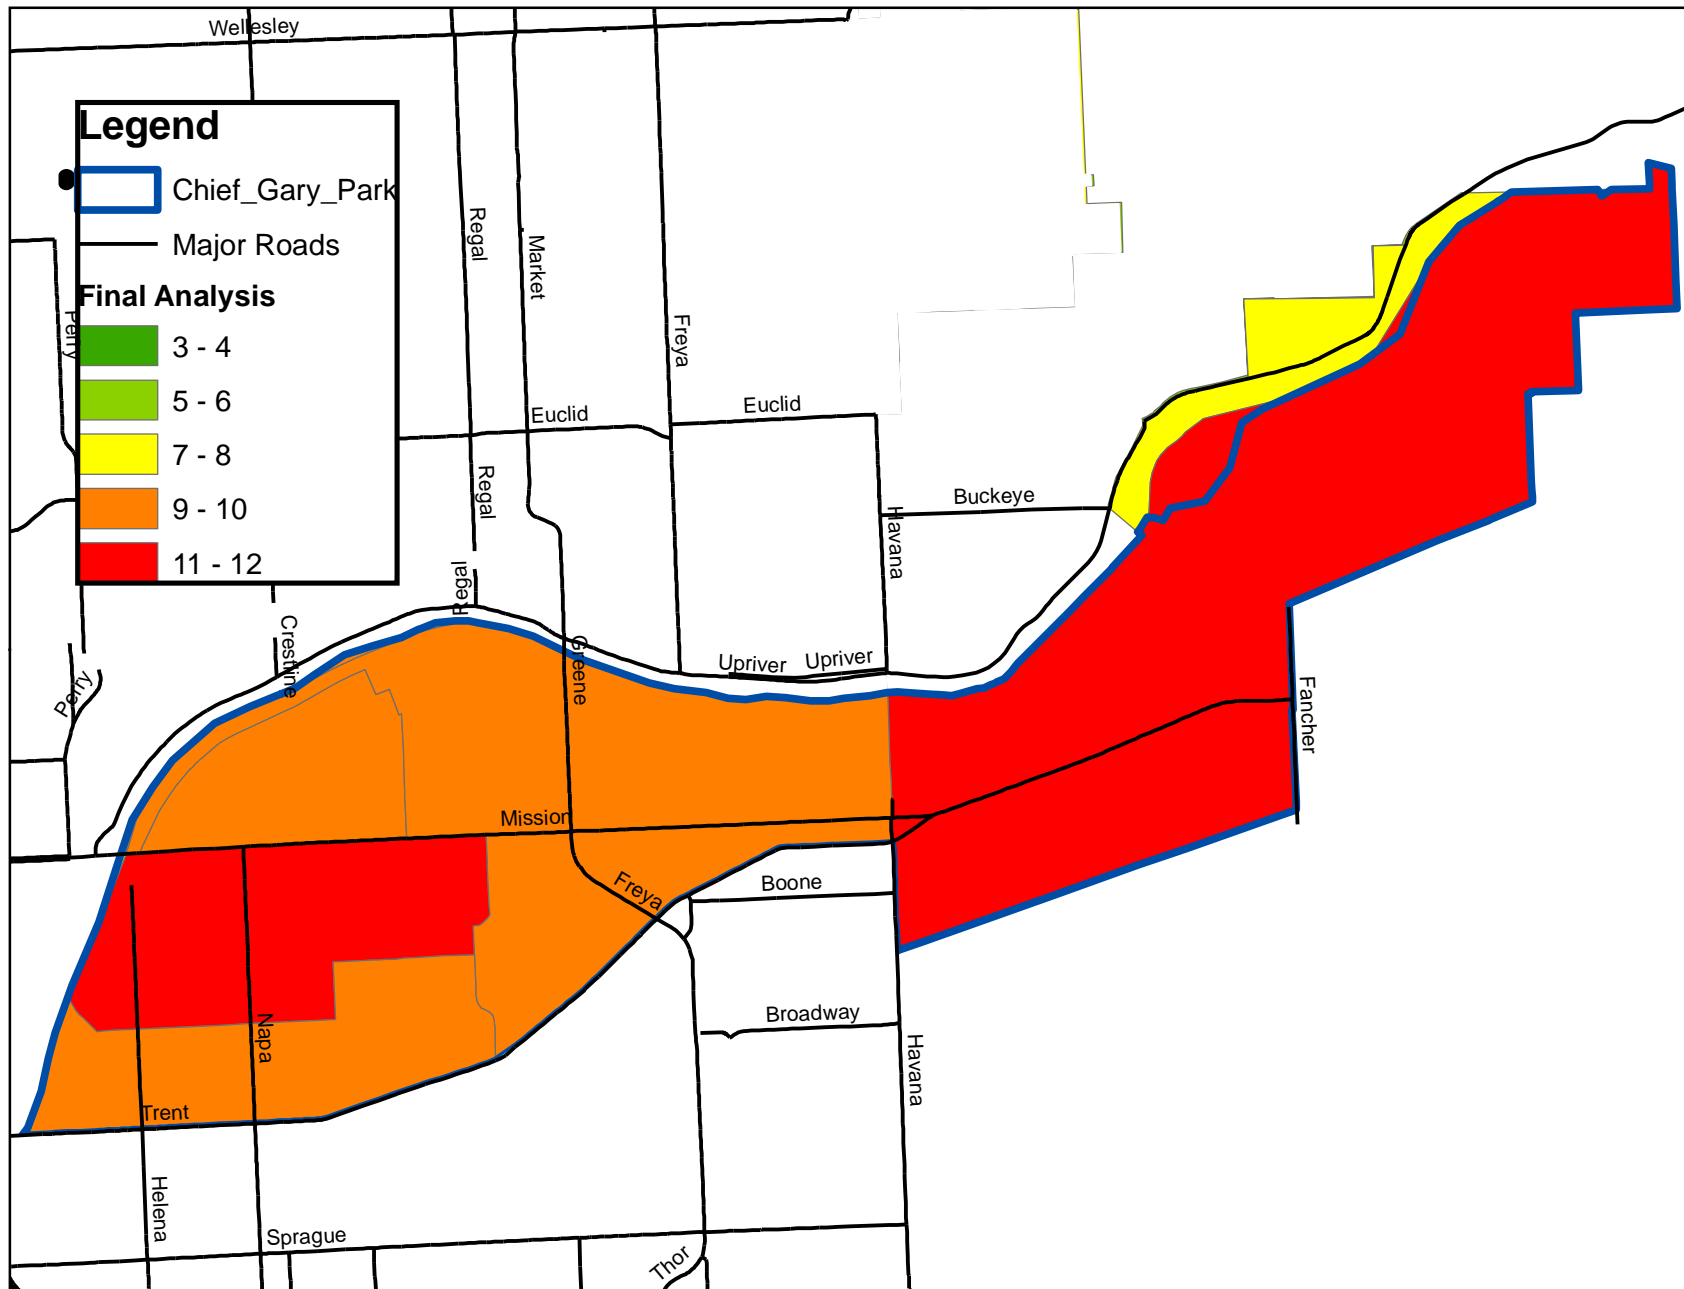 Wellesley
Legend
Chief_Gary_Park
Major Roads
Final Analysis
3 - 4
5 - 6
7 - 8
9 - 10
11 - 12
Perry
Regal
Market
Freya
Euclid
Euclid
Regal
Buckeye
Havana
Regal
Crestline
Greene
Upriver
Upriver
Perry
Fancher
Mission
Freya
Boone
Napa
Broadway
Havana
Trent
Helena
Sprague
Thor